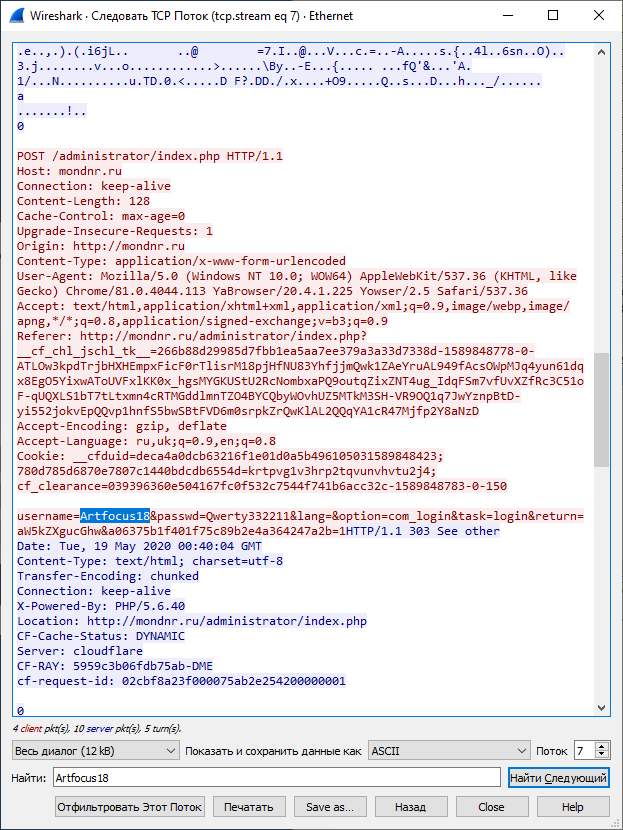 Wireshark · Следовать TCP Поток (tcp.stream eq 7) · Ethernet
.e..,.).(.i6jL.. ..@ =7.I..@...V...c.=..-A.....s.{..4l..6sn..O)..
3.j........v...o............>......\By..-E...{..... ...fQ'&...'A.
1/...N..........u.TD.0.<.....D F?.DD./.x....+O9.....Q..s...D...h..._/......
a
.......!..
0
POST /administrator/index.php HTTP/1.1
Host: mondnr.ru
Connection: keep-alive
Content-Length: 128
Cache-Control: max-age=0
Upgrade-Insecure-Requests: 1
Origin: http://mondnr.ru
Content-Type: application/x-www-form-urlencoded
User-Agent: Mozilla/5.0 (Windows NT 10.0; WOW64) AppleWebKit/537.36 (KHTML, like
Gecko) Chrome/81.0.4044.113 YaBrowser/20.4.1.225 Yowser/2.5 Safari/537.36
Accept: text/html,application/xhtml+xml,application/xml;q=0.9,image/webp,image/
apng,*/*;q=0.8,application/signed-exchange;v=b3;q=0.9
Referer: http://mondnr.ru/administrator/index.php?
__cf_chl_jschl_tk__=266b88d29985d7fbb1ea5aa7ee379a3a33d7338d-1589848778-0-
ATLOw3kpdTrjbHXHEmpxFicF0rTlisrM18pjHfNU83YhfjjmQwk1ZAeYruAL949fAcsOWpMJq4yun61dq
x8EgO5YixwAToUVFxlKK0x_hgsMYGKUStU2RcNombxaPQ9outqZixZNT4ug_IdqFSm7vfUvXZfRc3C51o
F-qUQXLS1bT7tLtxmn4cRTMGddlmnTZO4BYCQbyWOvhUZ5MTkM3SH-VR9OQ1q7JwYznpBtD-
yi552jokvEpQQvp1hnfS5bwSBtFVD6m0srpkZrQwKlAL2QQqYA1cR47Mjfp2Y8aNzD
Accept-Encoding: gzip, deflate
Accept-Language: ru,uk;q=0.9,en;q=0.8
Cookie: __cfduid=deca4a0dcb63216f1e01d0a5b496105031589848423;
780d785d6870e7807c1440bdcdb6554d=krtpvg1v3hrp2tqvunvhvtu2j4;
cf_clearance=039396360e504167fc0f532c7544f741b6acc32c-1589848783-0-150
username=Artfocus18&passwd=Qwerty332211&lang=&option=com_login&task=login&return=
aW5kZXgucGhw&a06375b1f401f75c89b2e4a364247a2b=1HTTP/1.1 303 See other
Date: Tue, 19 May 2020 00:40:04 GMT
Content-Type: text/html; charset=utf-8
Transfer-Encoding: chunked
Connection: keep-alive
X-Powered-By: PHP/5.6.40
Location: http://mondnr.ru/administrator/index.php
CF-Cache-Status: DYNAMIC
Server: cloudflare
CF-RAY: 5959c3b06fdb75ab-DME
cf-request-id: 02cbf8a23f000075ab2e254200000001
0
4 client pkt(s), 10 server pkt(s), 5 turn(s).
Весь диалог (12 kB) Показать и сохранить данные как ASCII Поток 7
Найти: Artfocus18 Найти Следующий
Отфильтровать Этот Поток Печатать Save as… Назад Close Help